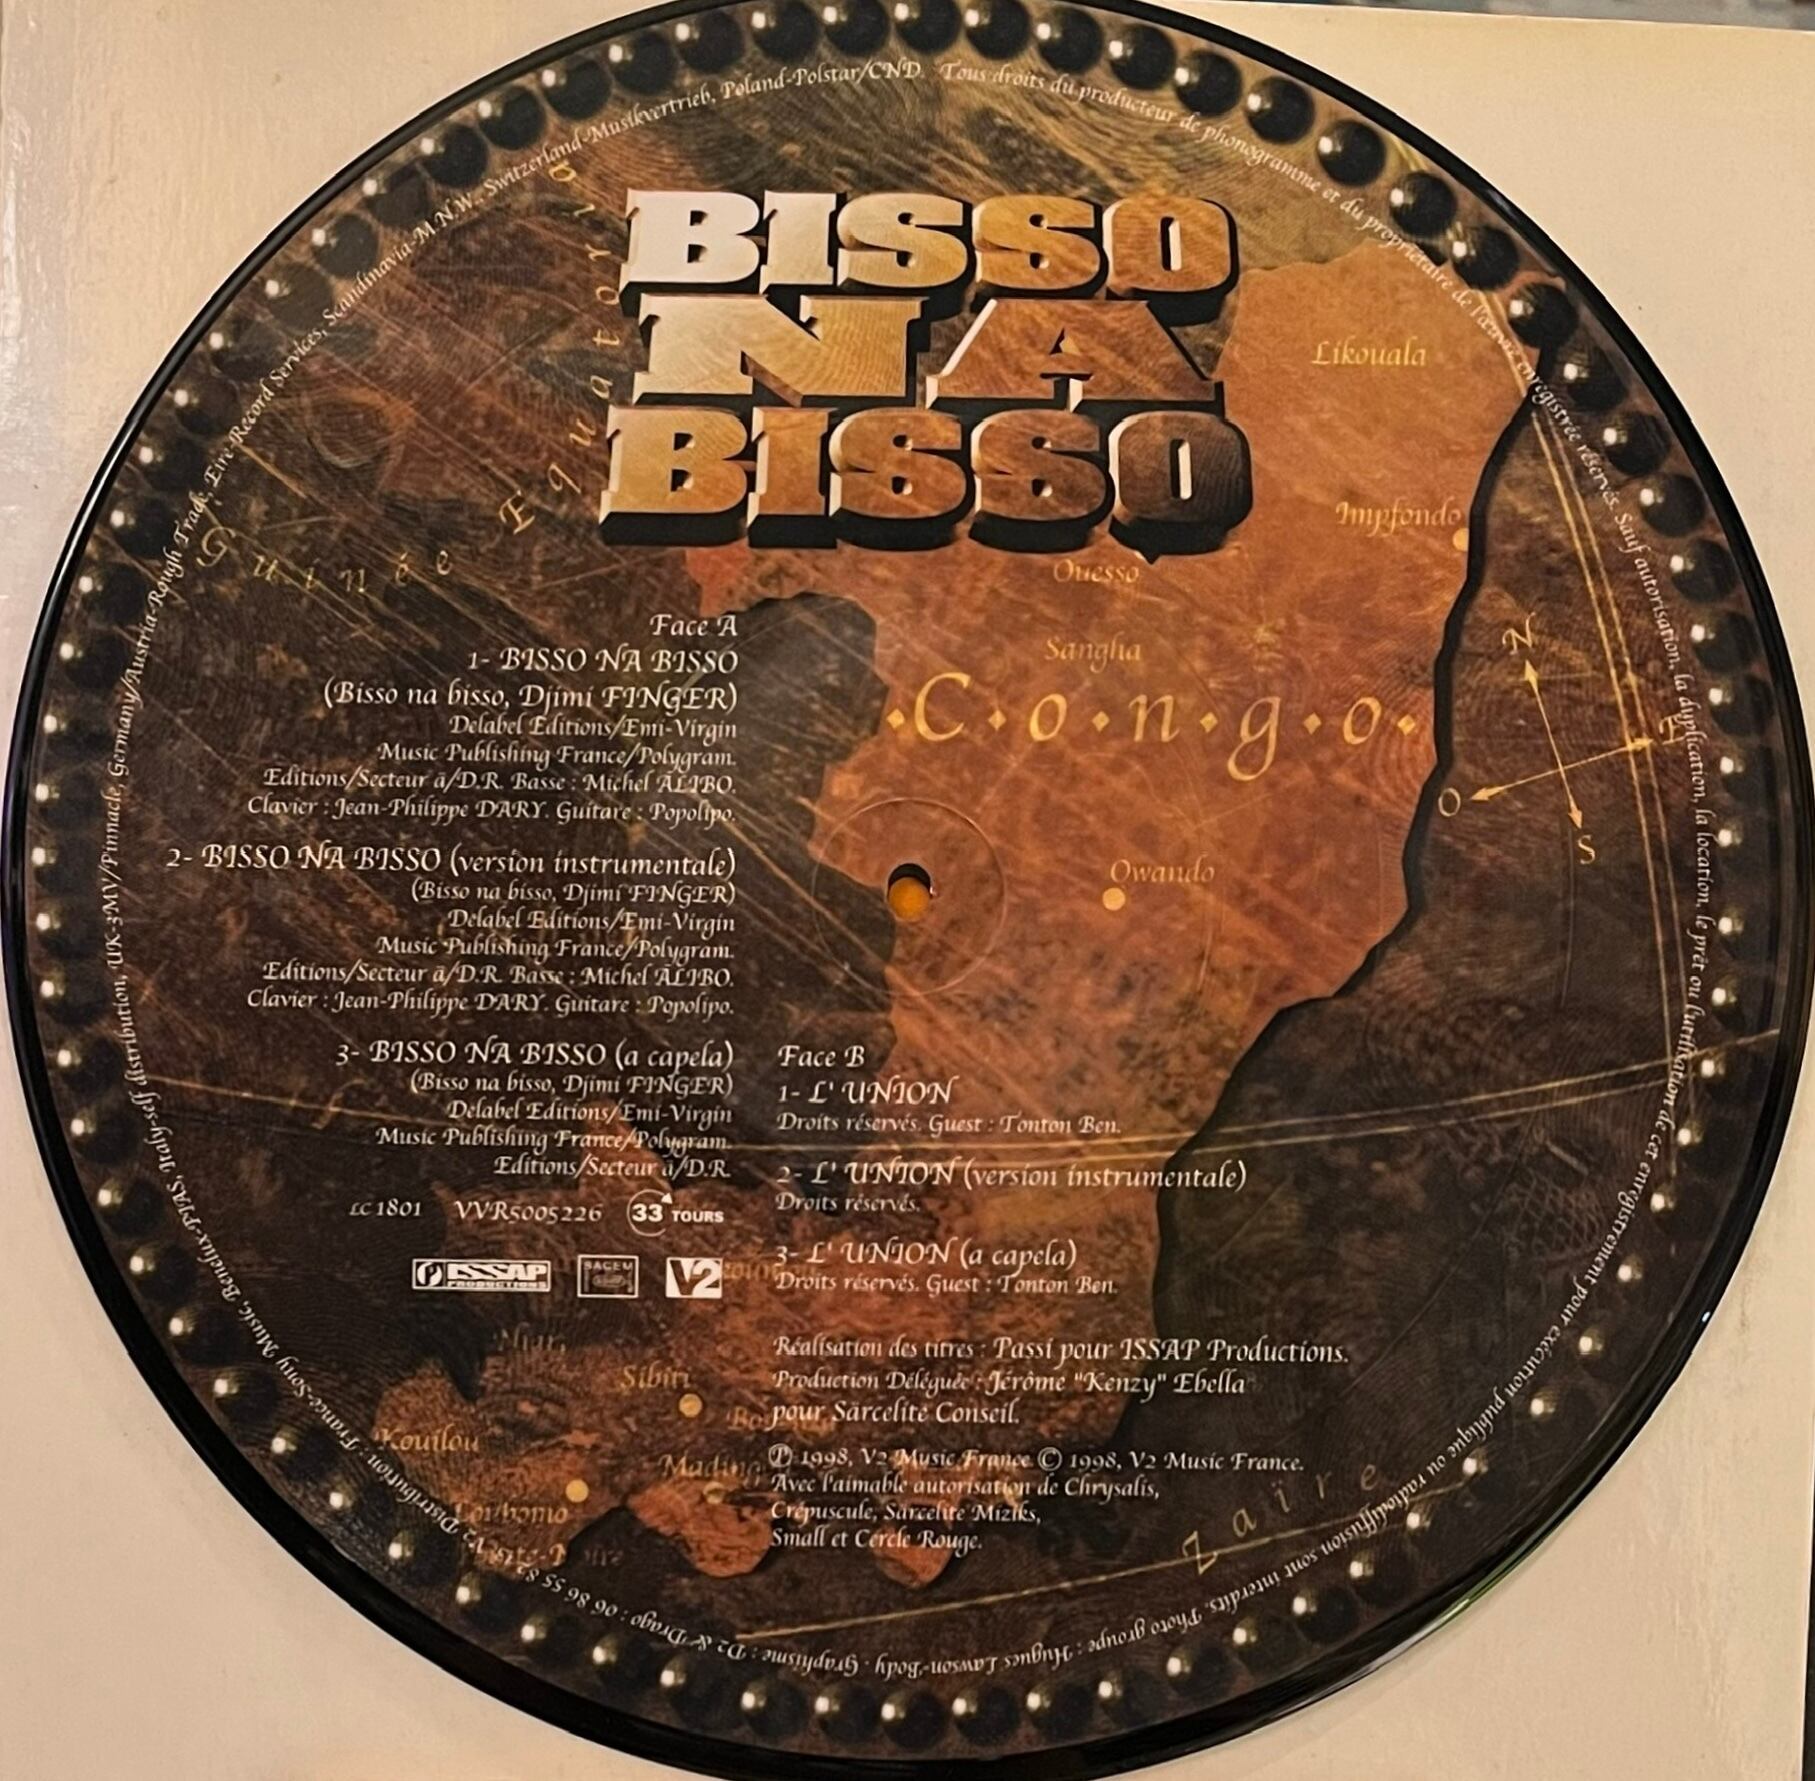 BISSO
NA
BISSO
Likouala
Impfondo
Ouesso
Sangha
C·o·n·g·o
Owando
N
E
O
S
Guinée Equatoriale
Face A
1- BISSO NA BISSO
(Bisso na bisso, Djimi FINGER)
Delabel Editions/Emi-Virgin
Music Publishing France/Polygram.
Editions/Secteur ä/D.R. Basse : Michel ALIBO.
Clavier : Jean-Philippe DARY. Guitare : Popolipo.
2- BISSO NA BISSO (version instrumentale)
(Bisso na bisso, Djimi FINGER)
Delabel Editions/Emi-Virgin
Music Publishing France/Polygram.
Editions/Secteur ä/D.R. Basse : Michel ALIBO.
Clavier : Jean-Philippe DARY. Guitare : Popolipo.
3- BISSO NA BISSO (a capela)
(Bisso na bisso, Djimi FINGER)
Delabel Editions/Emi-Virgin
Music Publishing France/Polygram.
Editions/Secteur ä/D.R.
LC 1801 VVR5005226 33 TOURS
ISSAP PRODUCTIONS SACEM V2
Face B
1- L' UNION
Droits réservés. Guest : Tonton Ben.
2- L' UNION (version instrumentale)
Droits réservés.
3- L' UNION (a capela)
Droits réservés. Guest : Tonton Ben.
Réalisation des titres : Passi pour ISSAP Productions.
Production Déléguée : Jérôme "Kenzy" Ebella
pour Sarcelite Conseil.
Ⓟ 1998, V2 Music France © 1998, V2 Music France.
Avec l'aimable autorisation de Chrysalis,
Crépuscule, Sarcelite Miziks,
Small et Cercle Rouge.
Sibiti
Kouilou
Zaïre
V2 Distribution : France-Sony Music, Benelux-PIAS, Italy-self distribution, UK-3MV/Pinnacle, Germany/Austria-Rough Trade, Eire-Record Services, Scandinavia-M.N.W., Switzerland-Musikvertrieb, Poland-Polstar/CND. Tous droits du producteur de phonogramme et du propriétaire de l'œuvre enregistrée réservés. Sauf autorisation, la duplication, la location, le prêt ou l'utilisation de cet enregistrement pour exécution publique ou radiodiffusion sont interdits. Photo groupe : Hugues Lawson-Body · Graphisme : D2 & Drago : 06 86 55 82